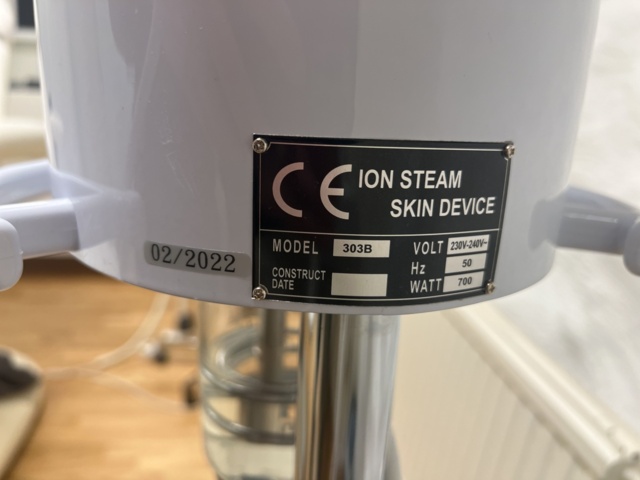 CE ION STEAM
SKIN DEVICE
MODEL 303B VOLT 230V-240V~
Hz 50
CONSTRUCT DATE WATT 700
02/2022